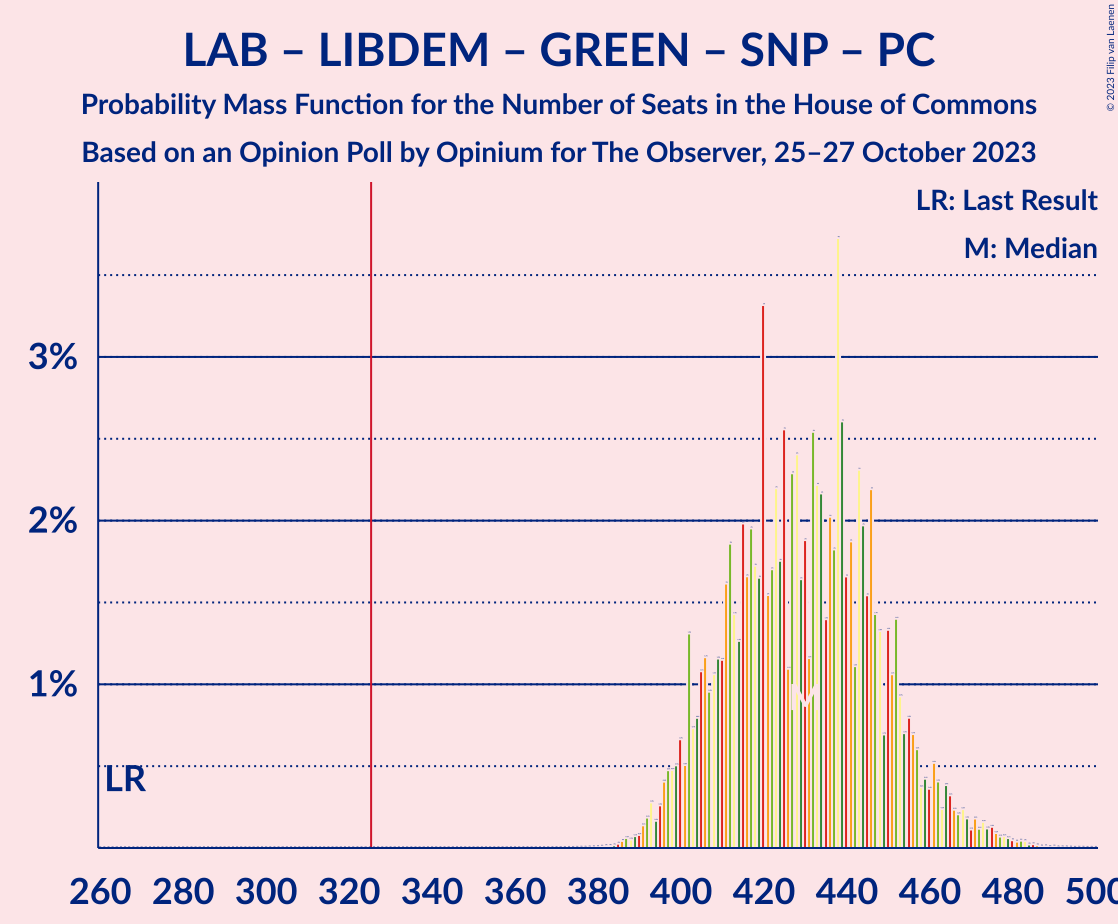 LAB – LIBDEM – GREEN – SNP – PC
Probability Mass Function for the Number of Seats in the House of Commons
Based on an Opinion Poll by Opinium for The Observer, 25–27 October 2023
© 2023 Filip van Laenen
LR: Last Result
M: Median
3%
2%
1%
M
LR
260 280 300 320 340 360 380 400 420 440 460 480 500